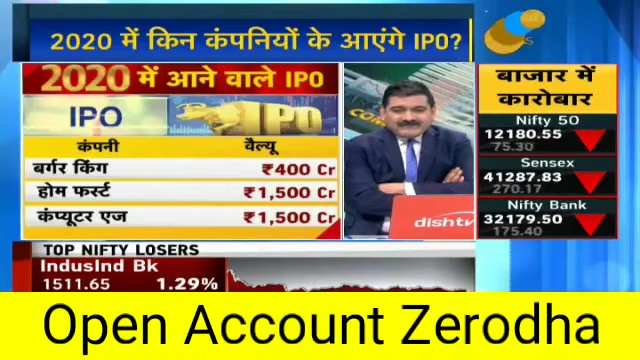 2020 में किन कंपनियों के आएंगे IPO?
2020 में आने वाले IPO
IPO
IPO
कंपनी वैल्यू
बर्गर किंग ₹400 Cr
होम फर्स्ट ₹1,500 Cr
कंप्यूटर एज ₹1,500 Cr
dishtv
बाजार में
कारोबार
Nifty 50
12180.55
75.30
Sensex
41287.83
270.17
Nifty Bank
32179.50
175.40
TOP NIFTY LOSERS
IndusInd Bk
1511.65 1.29%
Open Account Zerodha